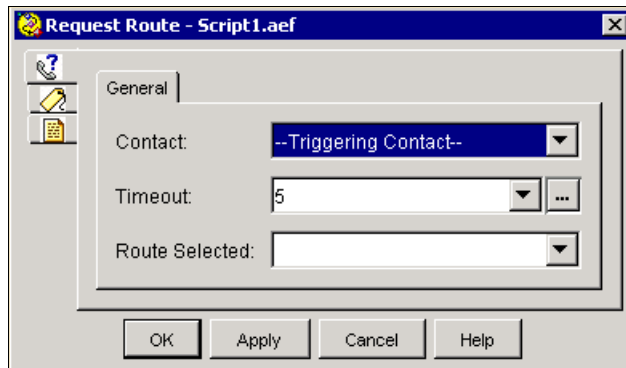 Request Route - Script1.aef
General
Contact: --Triggering Contact--
Timeout: 5 ...
Route Selected:
OK Apply Cancel Help